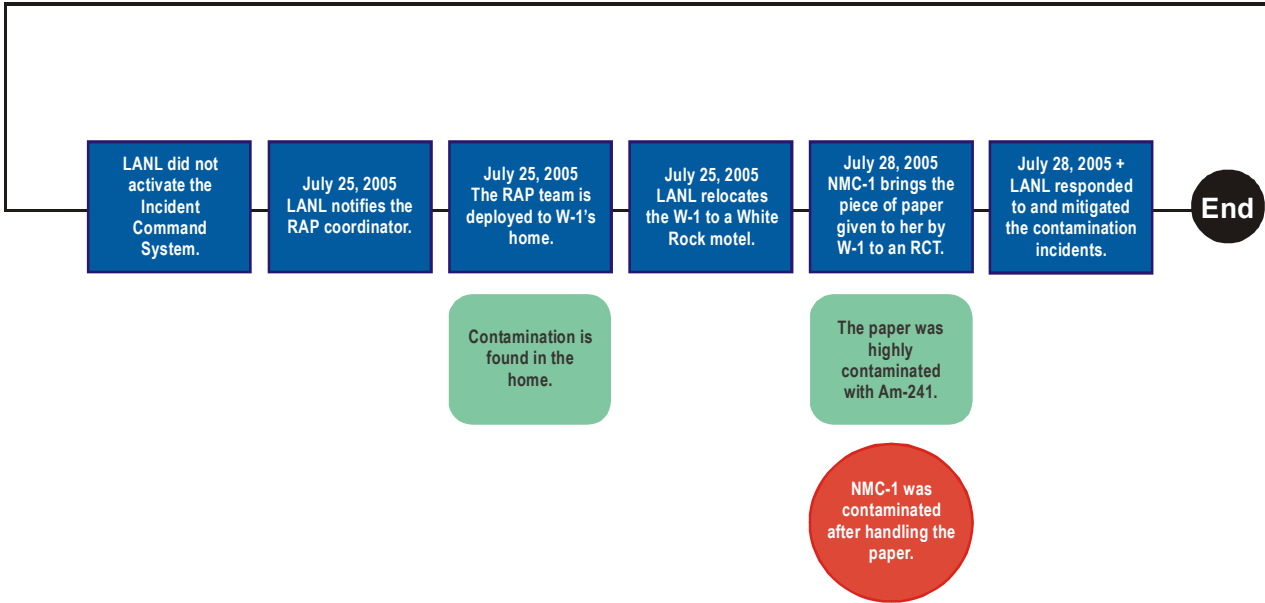 LANL did not
activate the
Incident
Command
System.
July 25, 2005
LANL notifies the
RAP coordinator.
July 25, 2005
The RAP team is
deployed to W-1's
home.
July 25, 2005
LANL relocates
the W-1 to a White
Rock motel.
July 28, 2005
NMC-1 brings the
piece of paper
given to her by
W-1 to an RCT.
July 28, 2005 +
LANL responded
to and mitigated
the contamination
incidents.
End
Contamination is
found in the
home.
The paper was
highly
contaminated
with Am-241.
NMC-1 was
contaminated
after handling the
paper.